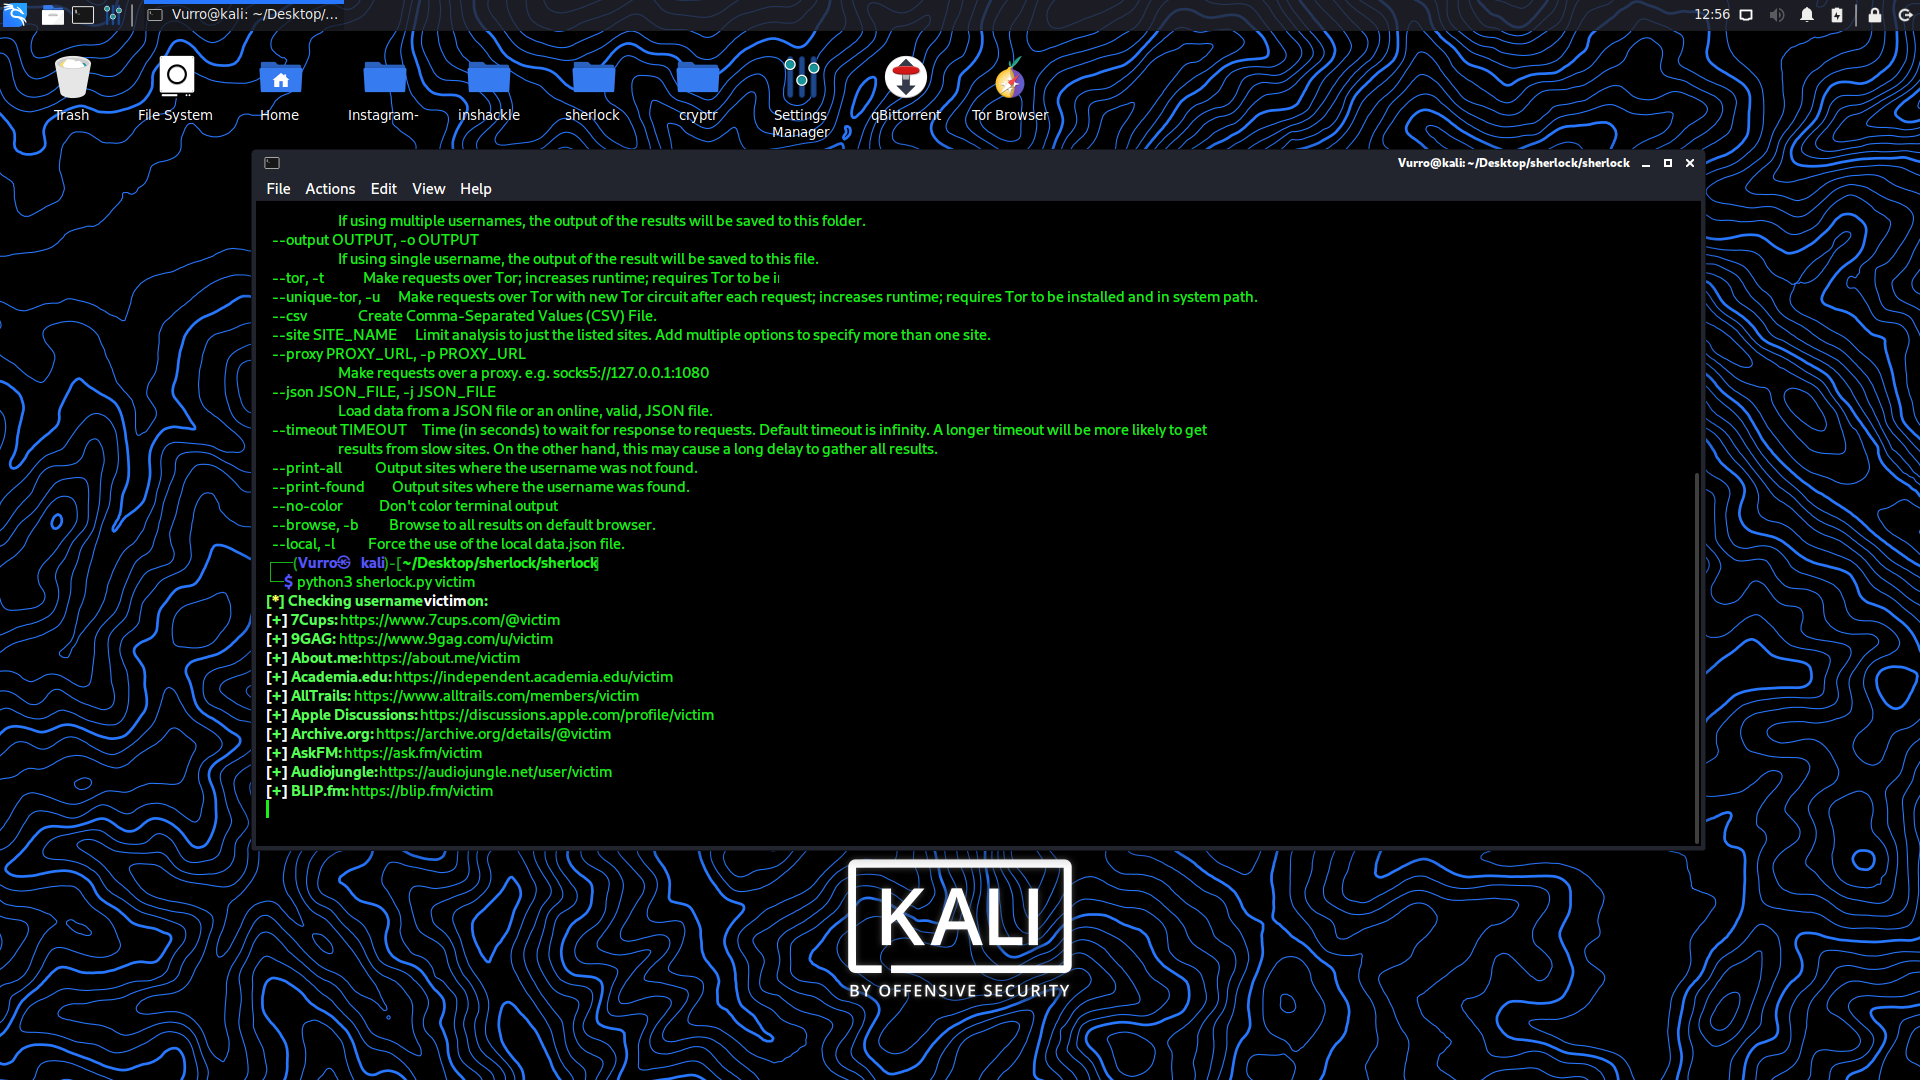 Vurro@kali: ~/Desktop/...
12:56
Trash
File System
Home
Instagram-
inshackle
sherlock
cryptr
Settings
Manager
qBittorrent
Tor Browser
Vurro@kali: ~/Desktop/sherlock/sherlock
File Actions Edit View Help
If using multiple usernames, the output of the results will be saved to this folder.
--output OUTPUT, -o OUTPUT
If using single username, the output of the result will be saved to this file.
--tor, -t Make requests over Tor; increases runtime; requires Tor to be
--unique-tor, -u Make requests over Tor with new Tor circuit after each request; increases runtime; requires Tor to be installed and in system path.
--csv Create Comma-Separated Values (CSV) File.
--site SITE_NAME Limit analysis to just the listed sites. Add multiple options to specify more than one site.
--proxy PROXY_URL, -p PROXY_URL
Make requests over a proxy. e.g. socks5://127.0.0.1:1080
--json JSON_FILE, -j JSON_FILE
Load data from a JSON file or an online, valid, JSON file.
--timeout TIMEOUT Time (in seconds) to wait for response to requests. Default timeout is infinity. A longer timeout will be more likely to get
results from slow sites. On the other hand, this may cause a long delay to gather all results.
--print-all Output sites where the username was not found.
--print-found Output sites where the username was found.
--no-color Don't color terminal output
--browse, -b Browse to all results on default browser.
--local, -l Force the use of the local data.json file.
┌──(Vurro㉿ kali)-[~/Desktop/sherlock/sherlock]
└─$ python3 sherlock.py victim
[*] Checking username victim on:
[+] 7Cups: https://www.7cups.com/@victim
[+] 9GAG: https://www.9gag.com/u/victim
[+] About.me: https://about.me/victim
[+] Academia.edu: https://independent.academia.edu/victim
[+] AllTrails: https://www.alltrails.com/members/victim
[+] Apple Discussions: https://discussions.apple.com/profile/victim
[+] Archive.org: https://archive.org/details/@victim
[+] AskFM: https://ask.fm/victim
[+] Audiojungle: https://audiojungle.net/user/victim
[+] BLIP.fm: https://blip.fm/victim
KALI
BY OFFENSIVE SECURITY